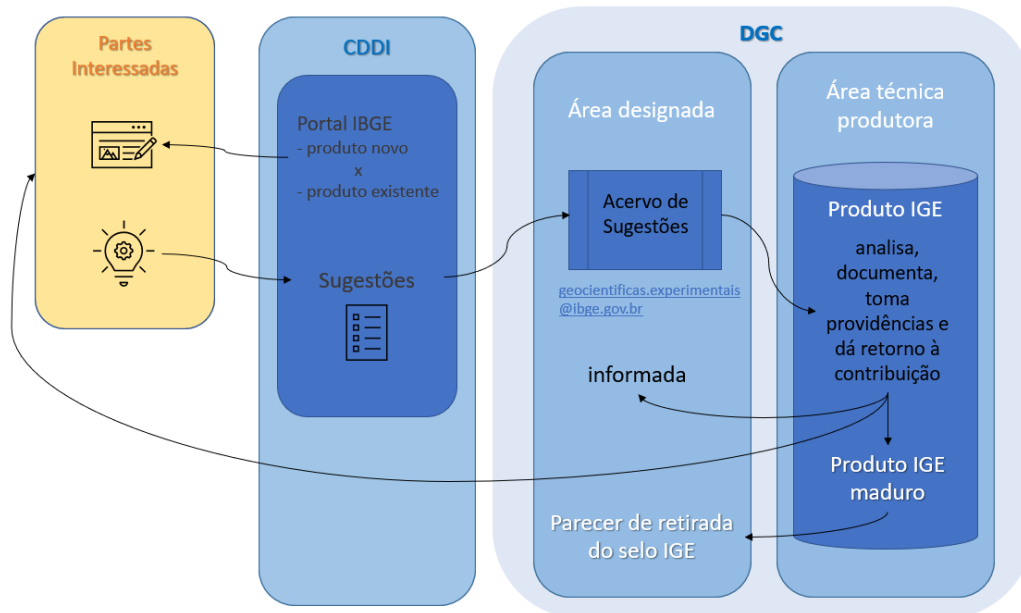 Partes
Interessadas
CDDI
Portal IBGE
- produto novo
x
- produto existente
Sugestões
DGC
Área designada
Acervo de
Sugestões
geocientificas.experimentais
@ibge.gov.br
informada
Parecer de retirada
do selo IGE
Área técnica
produtora
Produto IGE
analisa,
documenta,
toma
providências e
dá retorno à
contribuição
Produto IGE
maduro